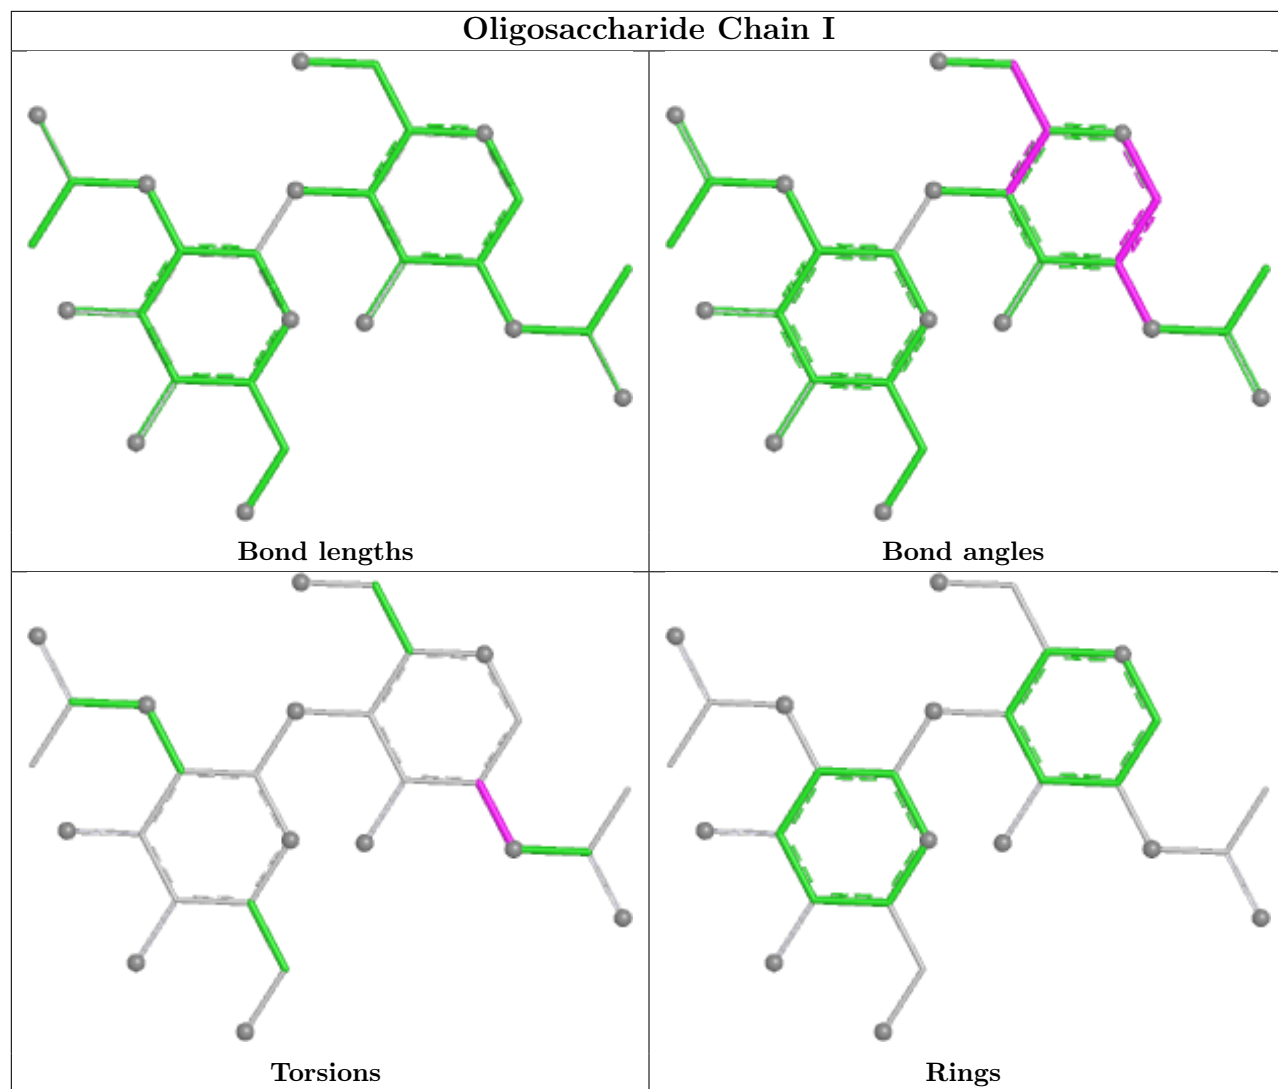 Oligosaccharide Chain I
Bond lengths
Bond angles
Torsions
Rings